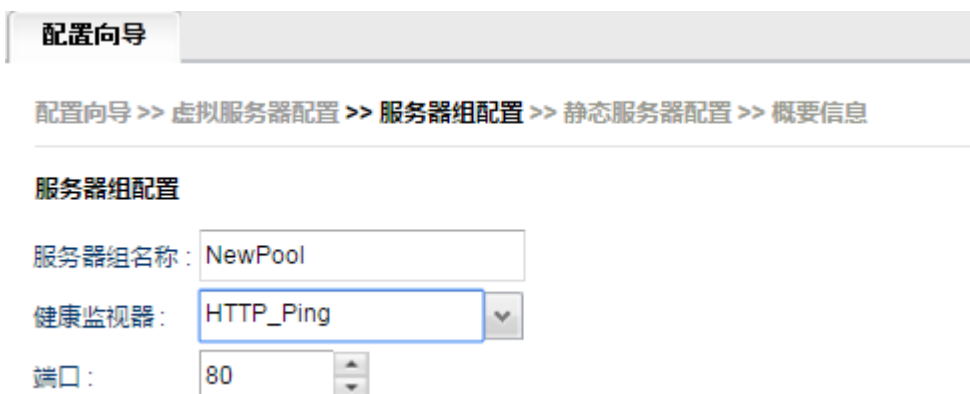 配置向导
配置向导 >> 虚拟服务器配置 >> 服务器组配置 >> 静态服务器配置 >> 概要信息
服务器组配置
服务器组名称 : NewPool
健康监视器 : HTTP_Ping
端口 : 80